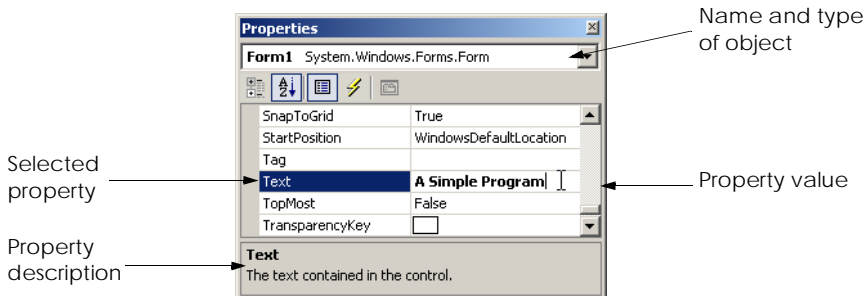 Properties
Name and type
of object
Form1 System.Windows.Forms.Form
A
Z
SnapToGrid True
StartPosition WindowsDefaultLocation
Tag
Selected
property
Text A Simple Program
Property value
TopMost False
TransparencyKey
Property
description
Text
The text contained in the control.